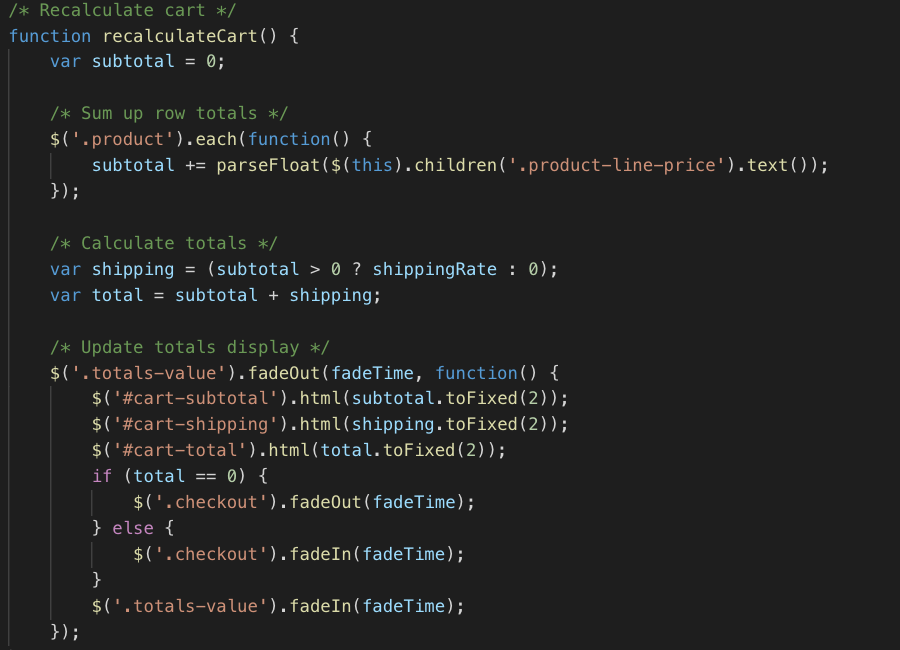 /* Recalculate cart */
function recalculateCart() {
    var subtotal = 0;

    /* Sum up row totals */
    $('.product').each(function() {
        subtotal += parseFloat($(this).children('.product-line-price').text());
    });

    /* Calculate totals */
    var shipping = (subtotal > 0 ? shippingRate : 0);
    var total = subtotal + shipping;

    /* Update totals display */
    $('.totals-value').fadeOut(fadeTime, function() {
        $('#cart-subtotal').html(subtotal.toFixed(2));
        $('#cart-shipping').html(shipping.toFixed(2));
        $('#cart-total').html(total.toFixed(2));
        if (total == 0) {
            $('.checkout').fadeOut(fadeTime);
        } else {
            $('.checkout').fadeIn(fadeTime);
        }
        $('.totals-value').fadeIn(fadeTime);
    });